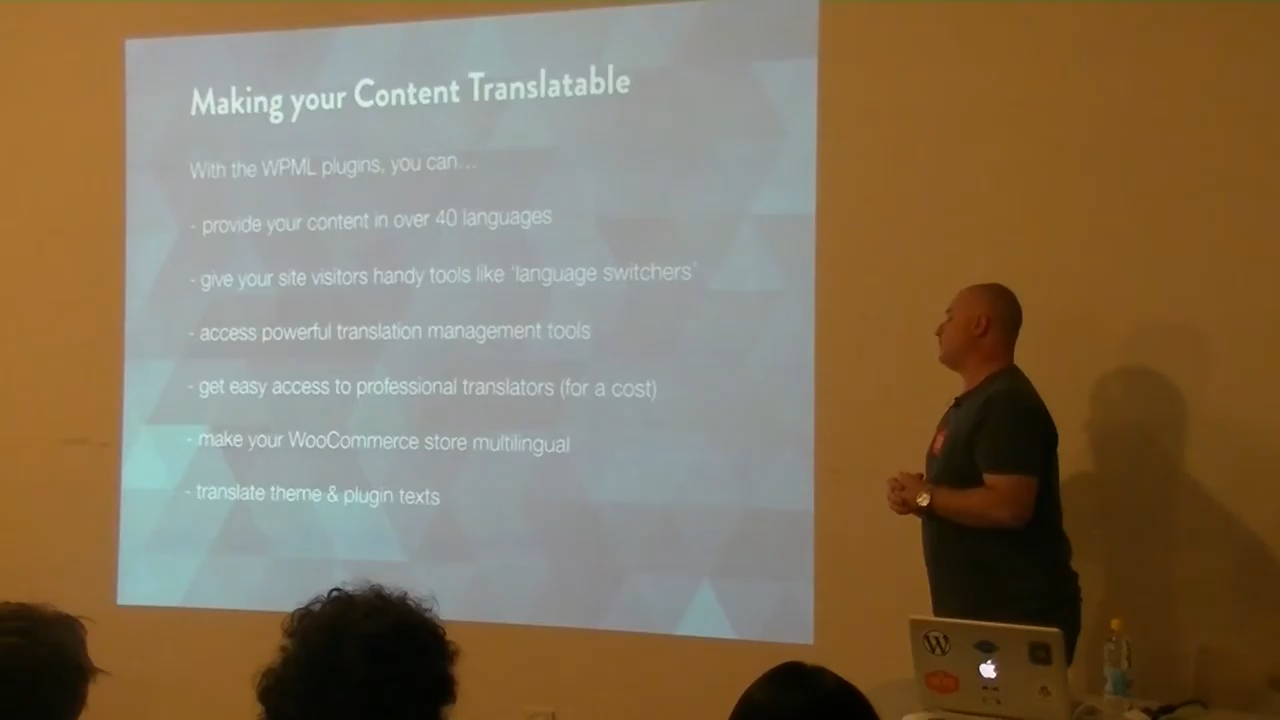 Making your Content Translatable
With the WPML plugins, you can...
- provide your content in over 40 languages
- give your site visitors handy tools like 'language switchers'
- access powerful translation management tools
- get easy access to professional translators (for a cost)
- make your WooCommerce store multilingual
- translate theme & plugin texts